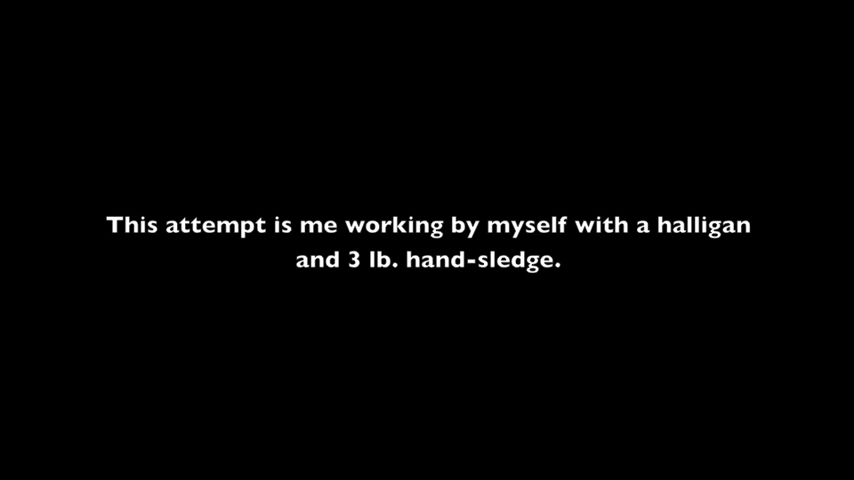 This attempt is me working by myself with a halligan
and 3 lb. hand-sledge.